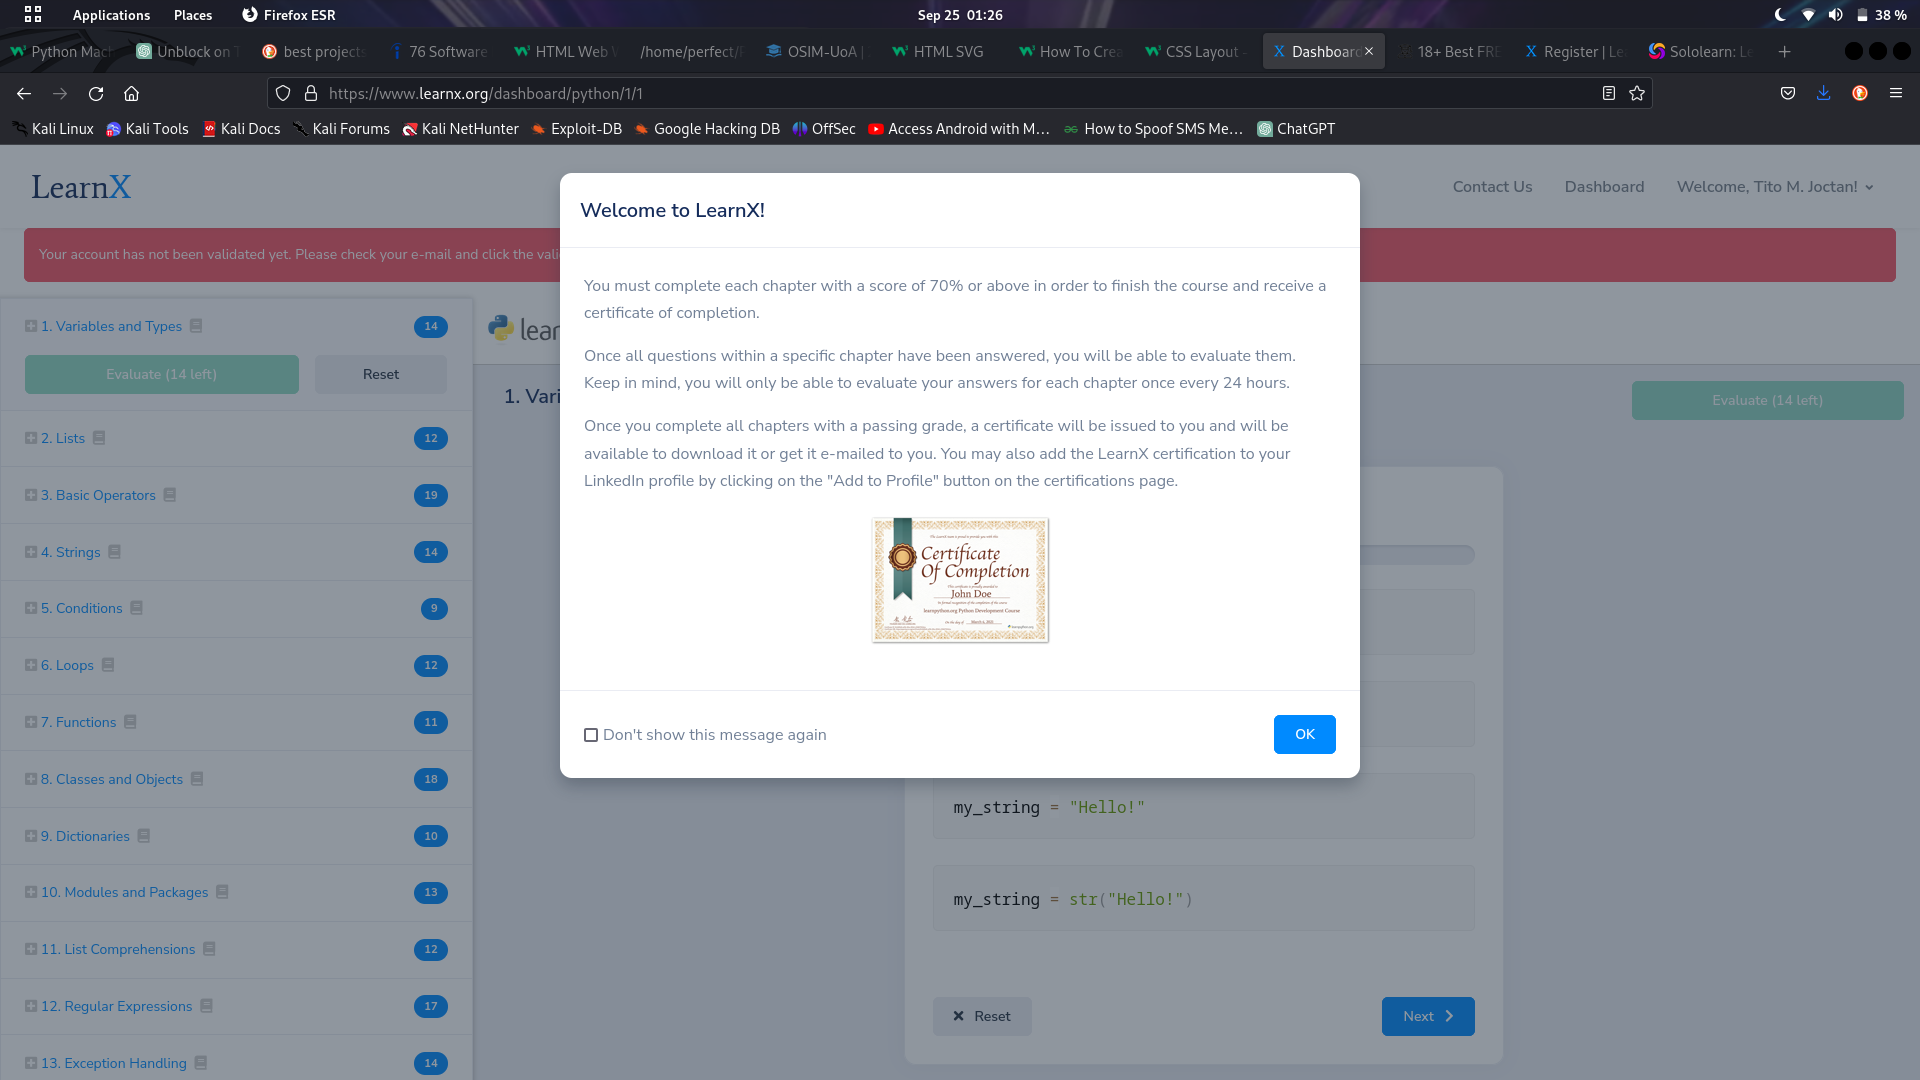 Applications Places Firefox ESR Sep 25 01:26 38 %
Python Mac Unblock on T best projects 76 Software HTML Web /home/perfect/ OSIM-UoA | HTML SVG How To Crea CSS Layout - Dashboard 18+ Best FRE Register | Le Sololearn: Le
https://www.learnx.org/dashboard/python/1/1
Kali Linux Kali Tools Kali Docs Kali Forums Kali NetHunter Exploit-DB Google Hacking DB OffSec Access Android with M... How to Spoof SMS Me... ChatGPT
LearnX Contact Us Dashboard Welcome, Tito M. Joctan!
Your account has not been validated yet. Please check your e-mail and click the vali
Welcome to LearnX!
You must complete each chapter with a score of 70% or above in order to finish the course and receive a
certificate of completion.
Once all questions within a specific chapter have been answered, you will be able to evaluate them.
Keep in mind, you will only be able to evaluate your answers for each chapter once every 24 hours.
Once you complete all chapters with a passing grade, a certificate will be issued to you and will be
available to download it or get it e-mailed to you. You may also add the LearnX certification to your
LinkedIn profile by clicking on the "Add to Profile" button on the certifications page.
Certificate
Of Completion
John Doe
learnpython.org Python Development Course
Don't show this message again OK
1. Variables and Types 14
Evaluate (14 left) Reset
2. Lists 12
3. Basic Operators 19
4. Strings 14
5. Conditions 9
6. Loops 12
7. Functions 11
8. Classes and Objects 18
9. Dictionaries 10
10. Modules and Packages 13
11. List Comprehensions 12
12. Regular Expressions 17
13. Exception Handling 14
lear
1. Vari
Evaluate (14 left)
my_string = "Hello!"
my_string = str("Hello!")
Reset Next